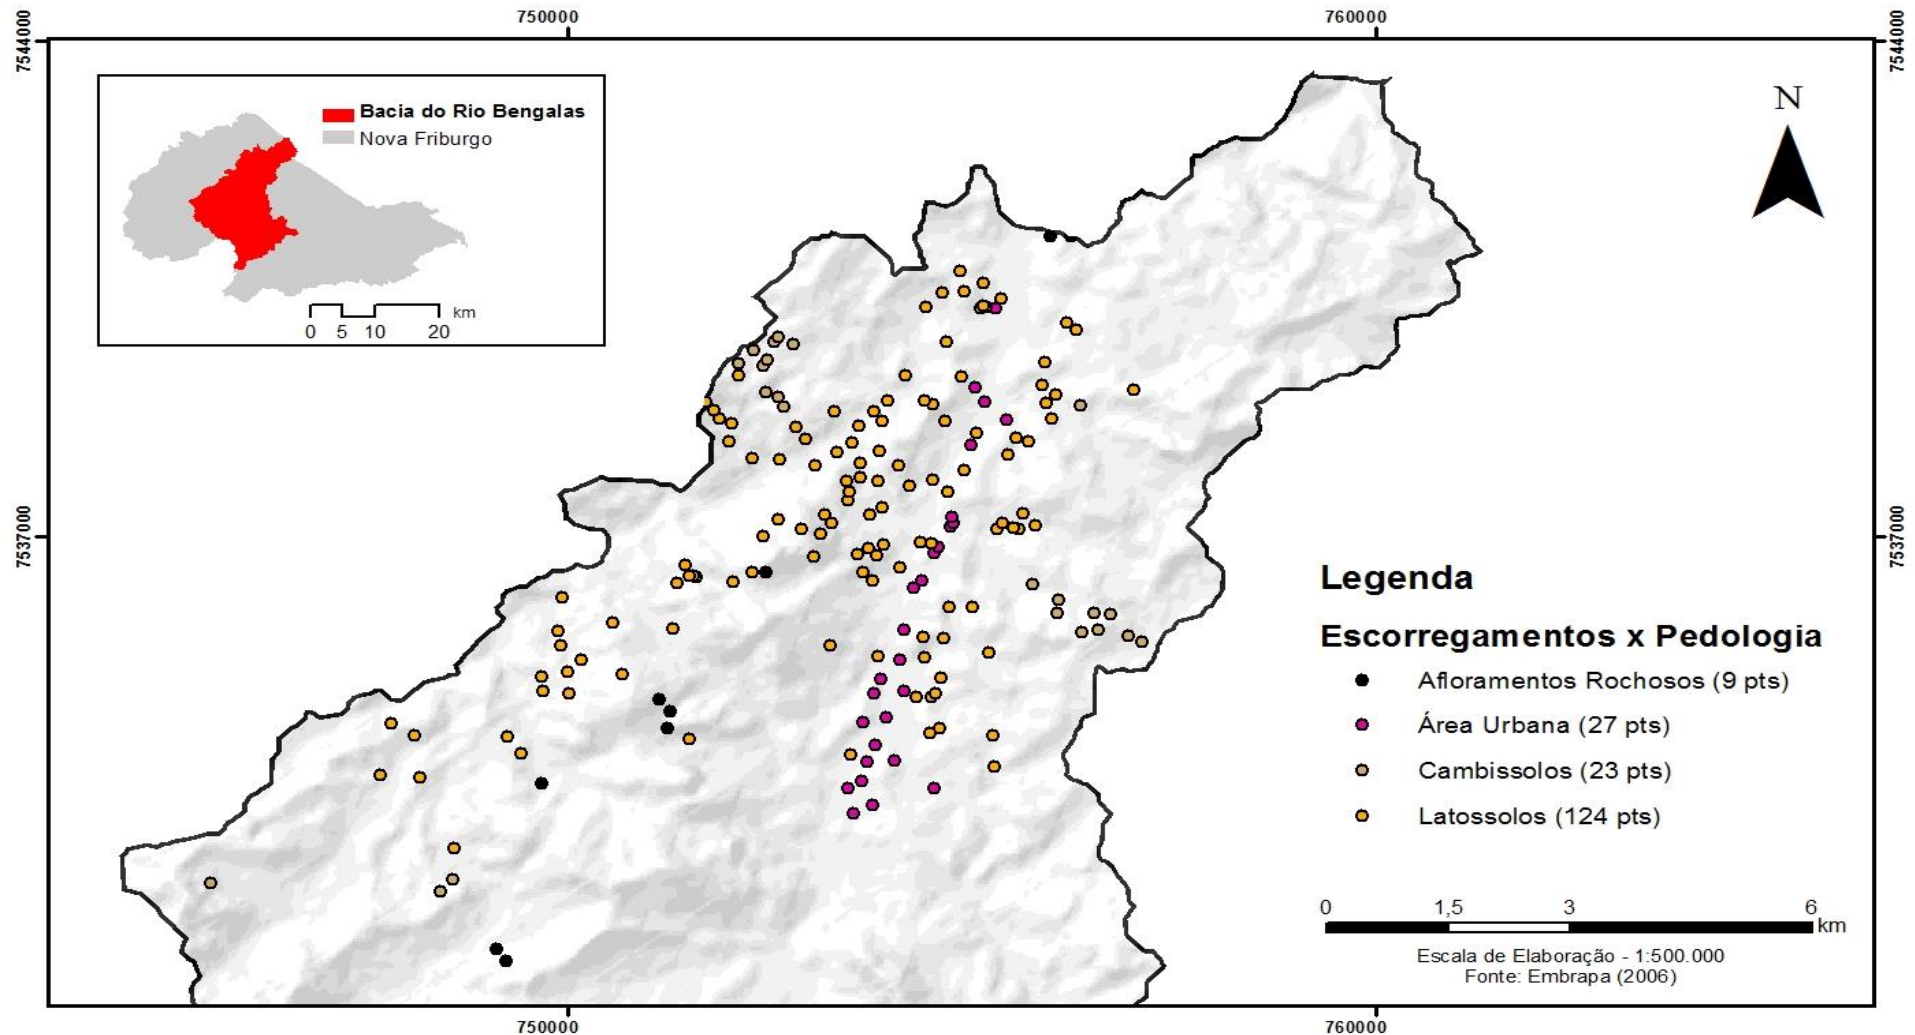 750000
760000
7544000
7544000
Bacia do Rio Bengalas
Nova Friburgo
0 5 10 20 km
N
7537000
7537000
Legenda
Escorregamentos x Pedologia
Afloramentos Rochosos (9 pts)
Área Urbana (27 pts)
Cambissolos (23 pts)
Latossolos (124 pts)
0 1,5 3 6 km
Escala de Elaboração - 1:500.000
Fonte: Embrapa (2006)
750000
760000